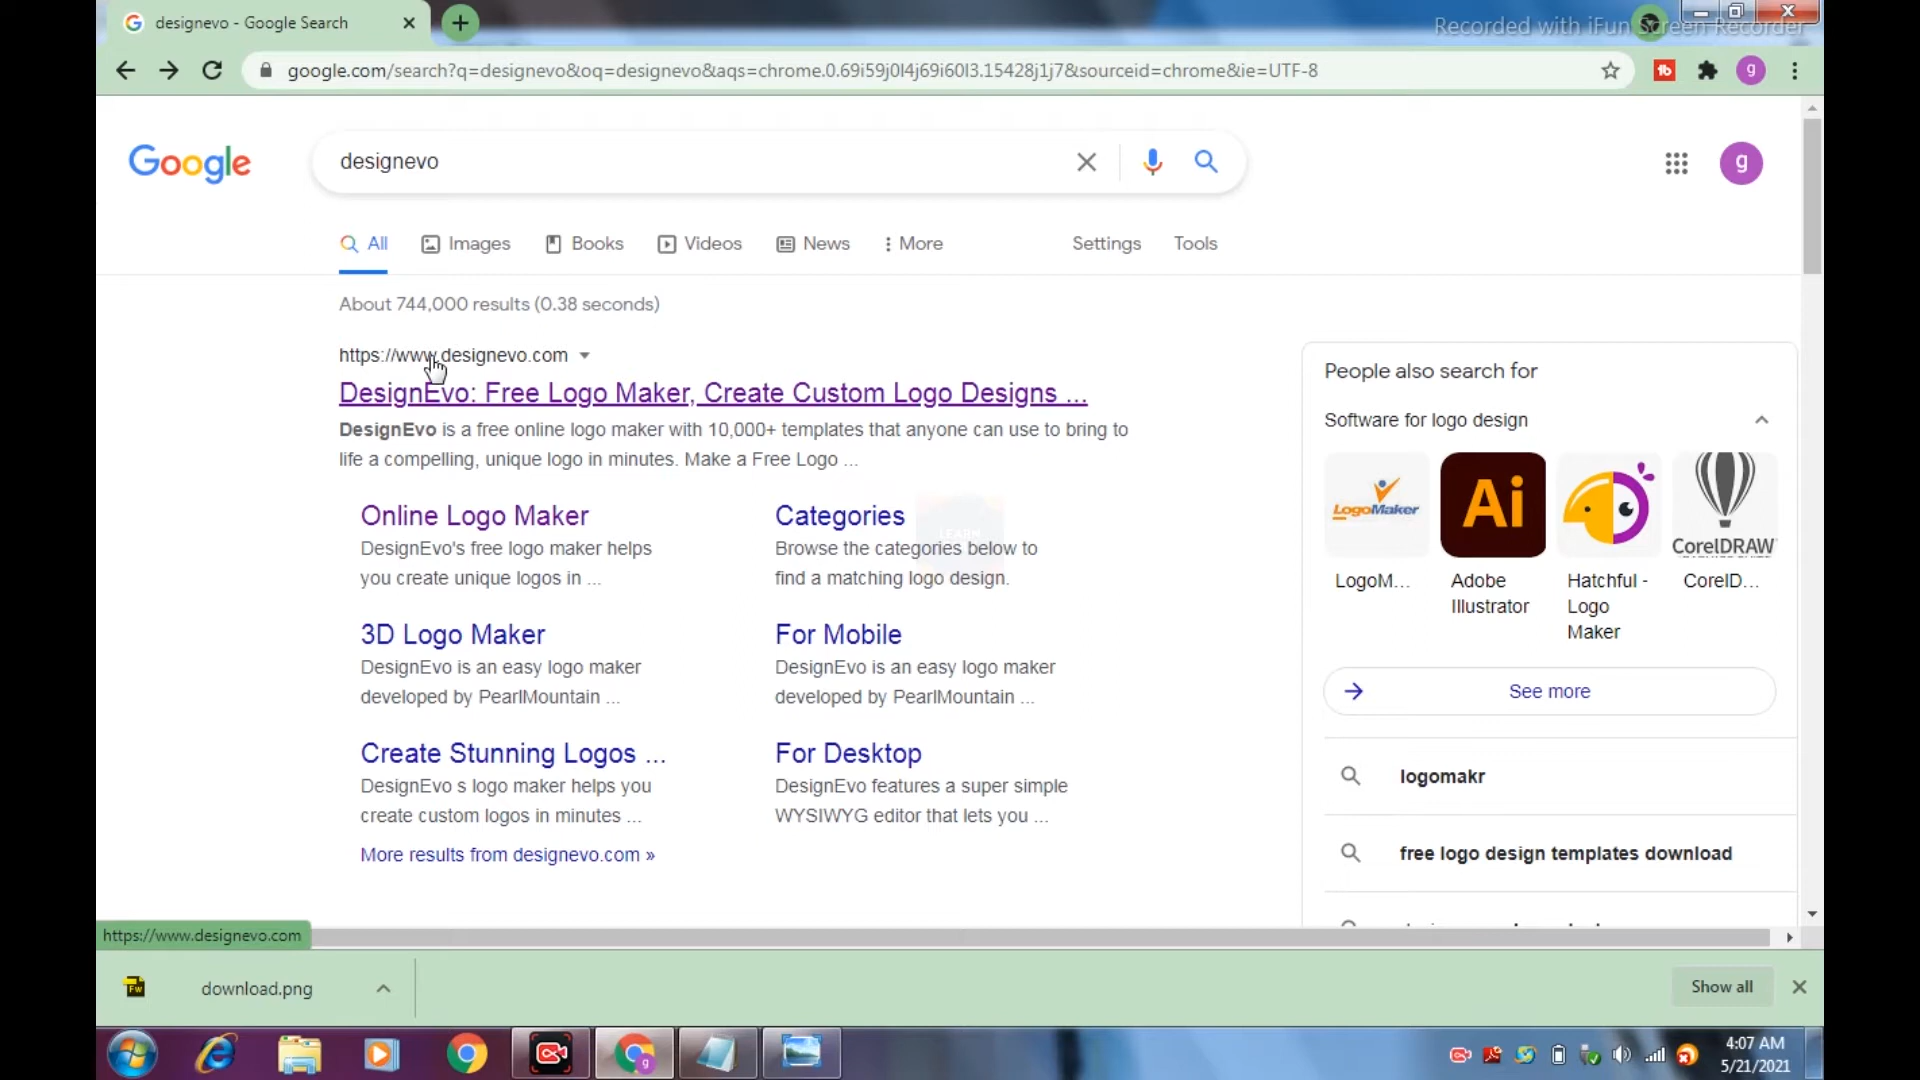 designevo - Google Search
Recorded with iFun Screen Recorder
google.com/search?q=designevo&oq=designevo&aqs=chrome.0.69i59j0l4j69i60l3.15428j1j7&sourceid=chrome&ie=UTF-8
g
Google
designevo
g
All
Images
Books
Videos
News
More
Settings
Tools
About 744,000 results (0.38 seconds)
https://www.designevo.com
DesignEvo: Free Logo Maker, Create Custom Logo Designs ...
DesignEvo is a free online logo maker with 10,000+ templates that anyone can use to bring to
life a compelling, unique logo in minutes. Make a Free Logo ...
Online Logo Maker
DesignEvo's free logo maker helps
you create unique logos in ...
Categories
Browse the categories below to
find a matching logo design.
LEARN
3D Logo Maker
DesignEvo is an easy logo maker
developed by PearlMountain ...
For Mobile
DesignEvo is an easy logo maker
developed by PearlMountain ...
Create Stunning Logos ...
DesignEvo s logo maker helps you
create custom logos in minutes ...
For Desktop
DesignEvo features a super simple
WYSIWYG editor that lets you ...
More results from designevo.com »
People also search for
Software for logo design
LogoMaker
Ai
CorelDRAW
LogoM...
Adobe
Illustrator
Hatchful -
Logo
Maker
CorelD...
See more
logomakr
free logo design templates download
https://www.designevo.com
Fw
download.png
Show all
g
4:07 AM
5/21/2021